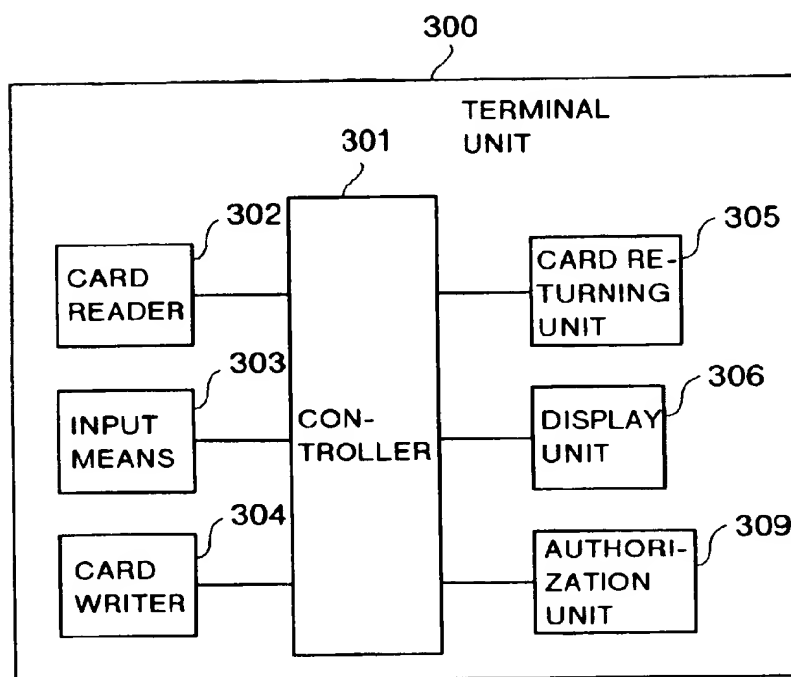 300
TERMINAL
UNIT
301
302
CARD
READER
303
INPUT
MEANS
304
CARD
WRITER
CON-
TROLLER
305
CARD RE-
TURNING
UNIT
306
DISPLAY
UNIT
309
AUTHORI-
ZATION
UNIT